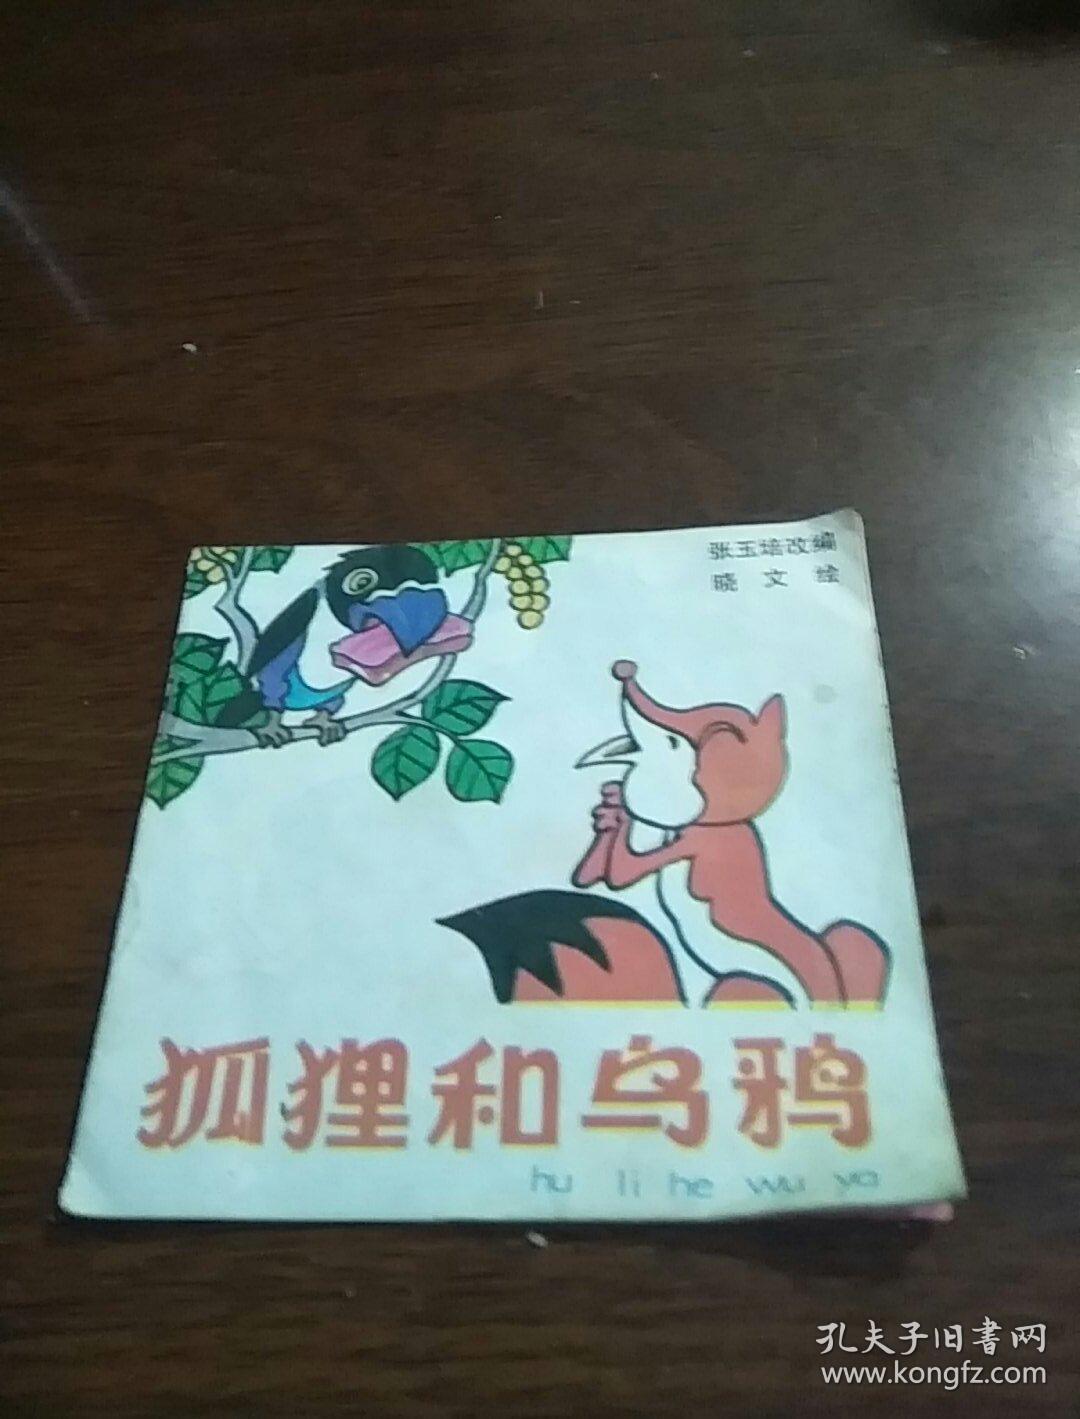 张玉培改编
晓 文 绘
狐狸和乌鸦
hu li he wu ya
孔夫子旧書网
www.kongfz.com